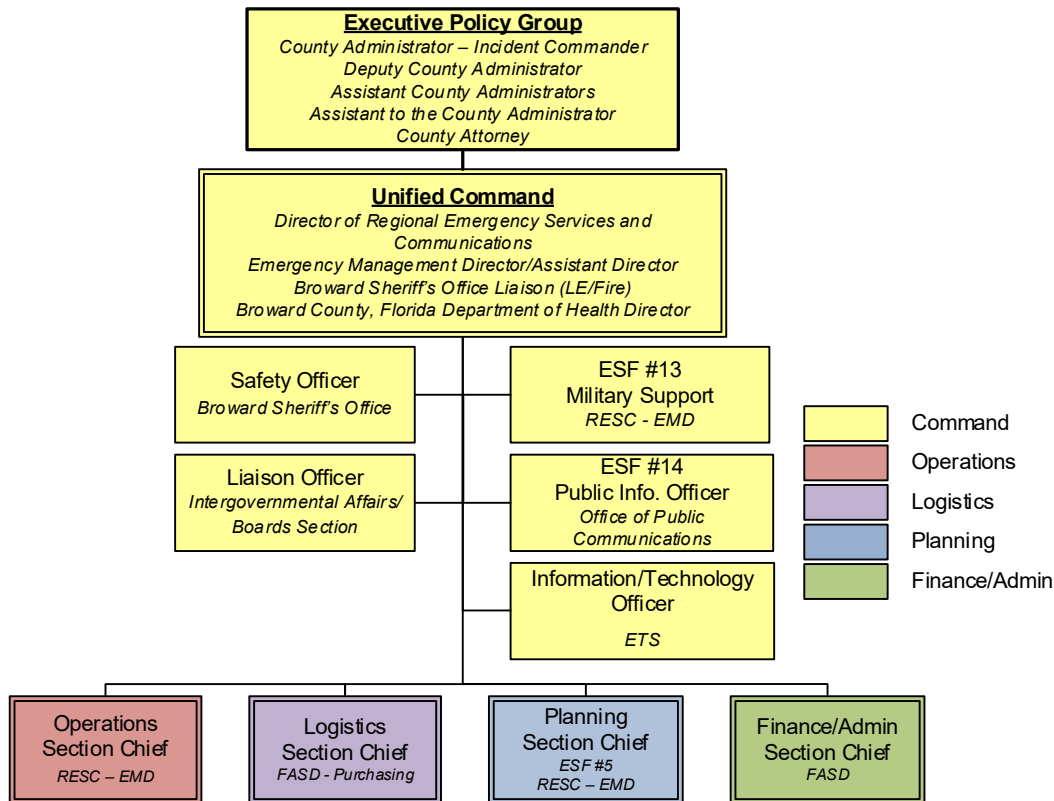 Executive Policy Group
County Administrator – Incident Commander
Deputy County Administrator
Assistant County Administrators
Assistant to the County Administrator
County Attorney
Unified Command
Director of Regional Emergency Services and
Communications
Emergency Management Director/Assistant Director
Broward Sheriff's Office Liaison (LE/Fire)
Broward County, Florida Department of Health Director
Safety Officer
Broward Sheriff's Office
ESF #13
Military Support
RESC - EMD
Liaison Officer
Intergovernmental Affairs/
Boards Section
ESF #14
Public Info. Officer
Office of Public
Communications
Information/Technology
Officer
ETS
Command
Operations
Logistics
Planning
Finance/Admin
Operations
Section Chief
RESC – EMD
Logistics
Section Chief
FASD - Purchasing
Planning
Section Chief
ESF #5
RESC – EMD
Finance/Admin
Section Chief
FASD